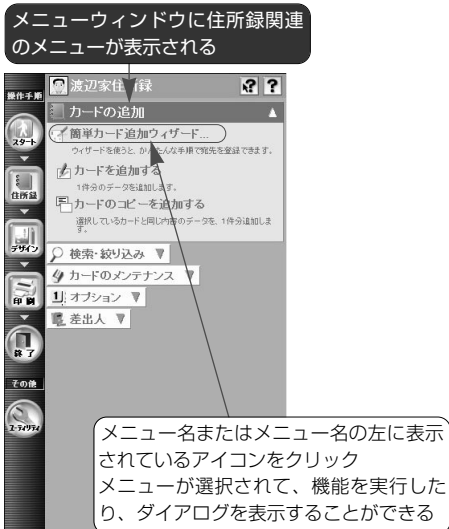 メニューウィンドウに住所録関連
のメニューが表示される
操作手順
渡辺家住 録
?
?
カードの追加
簡単カード追加ウィザード...
ウィザードを使うと、かんたんな手順で宛先を登録できます。
カードを追加する
1件分のデータを追加します。
カードのコピーを追加する
選択しているカードと同じ内容のデータを、1件分追加しま
す。
検索・絞り込み
カードのメンテナンス
オプション
差出人
スタート
住所録
デザイン
印刷
終了
その他
ユーティリティ
メニュー名またはメニュー名の左に表示
されているアイコンをクリック
メニューが選択されて、機能を実行した
り、ダイアログを表示することができる